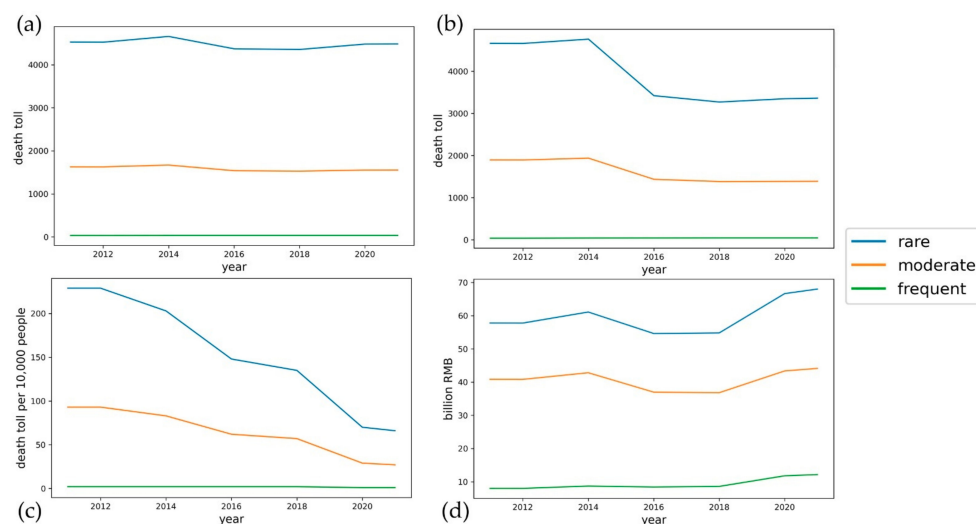 (a)
death toll
4000
3000
2000
1000
0
2012 2014 2016 2018 2020
year
(b)
death toll
4000
3000
2000
1000
0
2012 2014 2016 2018 2020
year
rare
moderate
frequent
(c)
death toll per 10,000 people
200
150
100
50
0
2012 2014 2016 2018 2020
year
(d)
billion RMB
70
60
50
40
30
20
10
2012 2014 2016 2018 2020
year